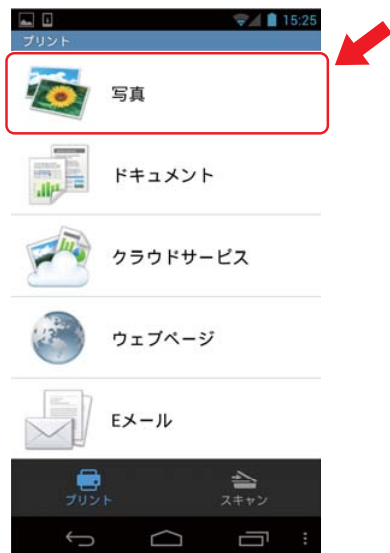 15:25
プリント
写真
ドキュメント
クラウドサービス
ウェブページ
Eメール
プリント
スキャン